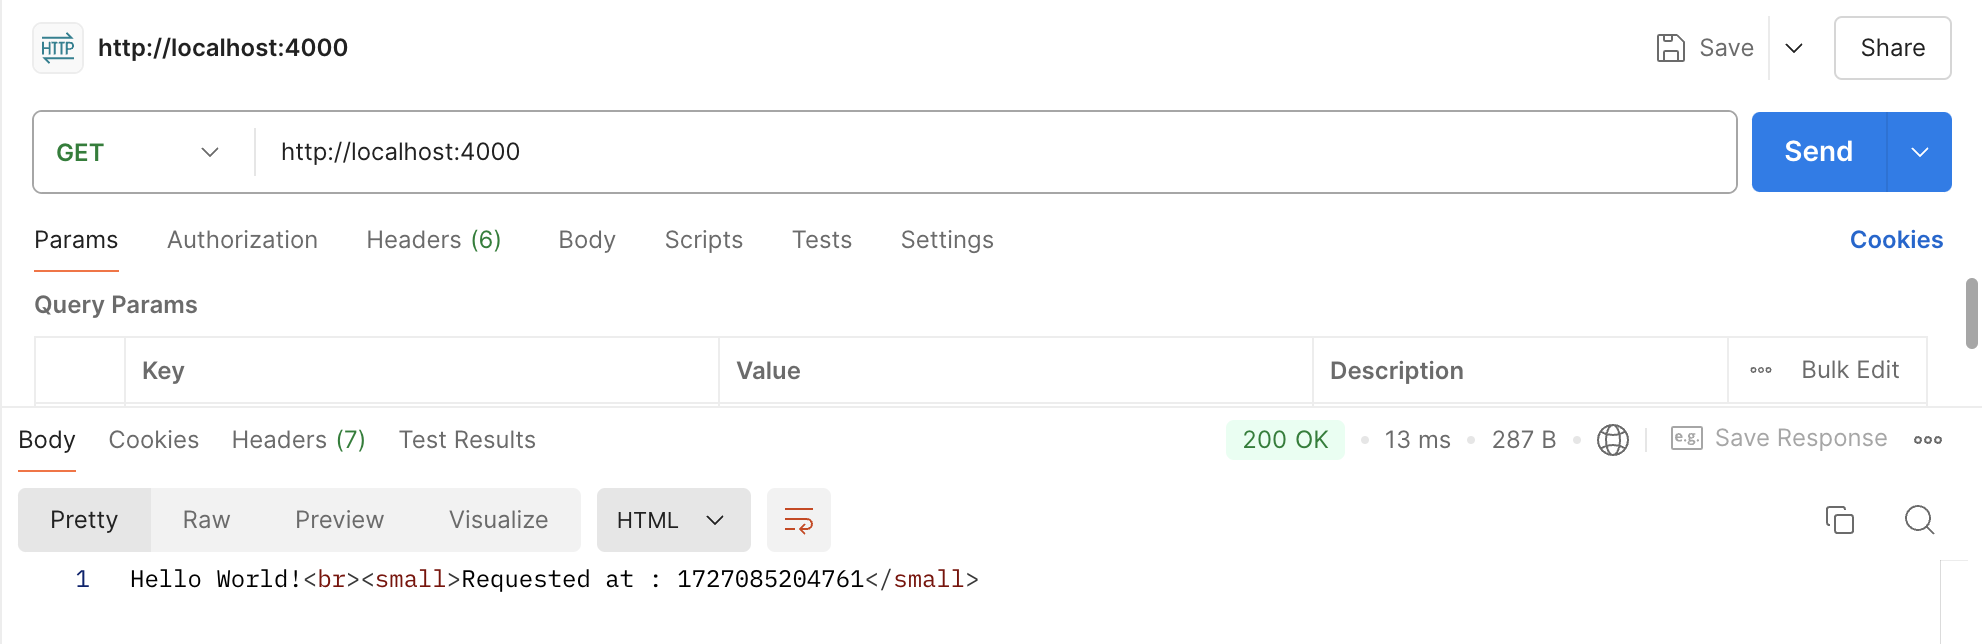 HTTP http://localhost:4000 Save Share
GET http://localhost:4000 Send
Params Authorization Headers (6) Body Scripts Tests Settings Cookies
Query Params
Key Value Description Bulk Edit
Body Cookies Headers (7) Test Results 200 OK • 13 ms • 287 B • e.g. Save Response
Pretty Raw Preview Visualize HTML
1 Hello World!<br><small>Requested at : 1727085204761</small>